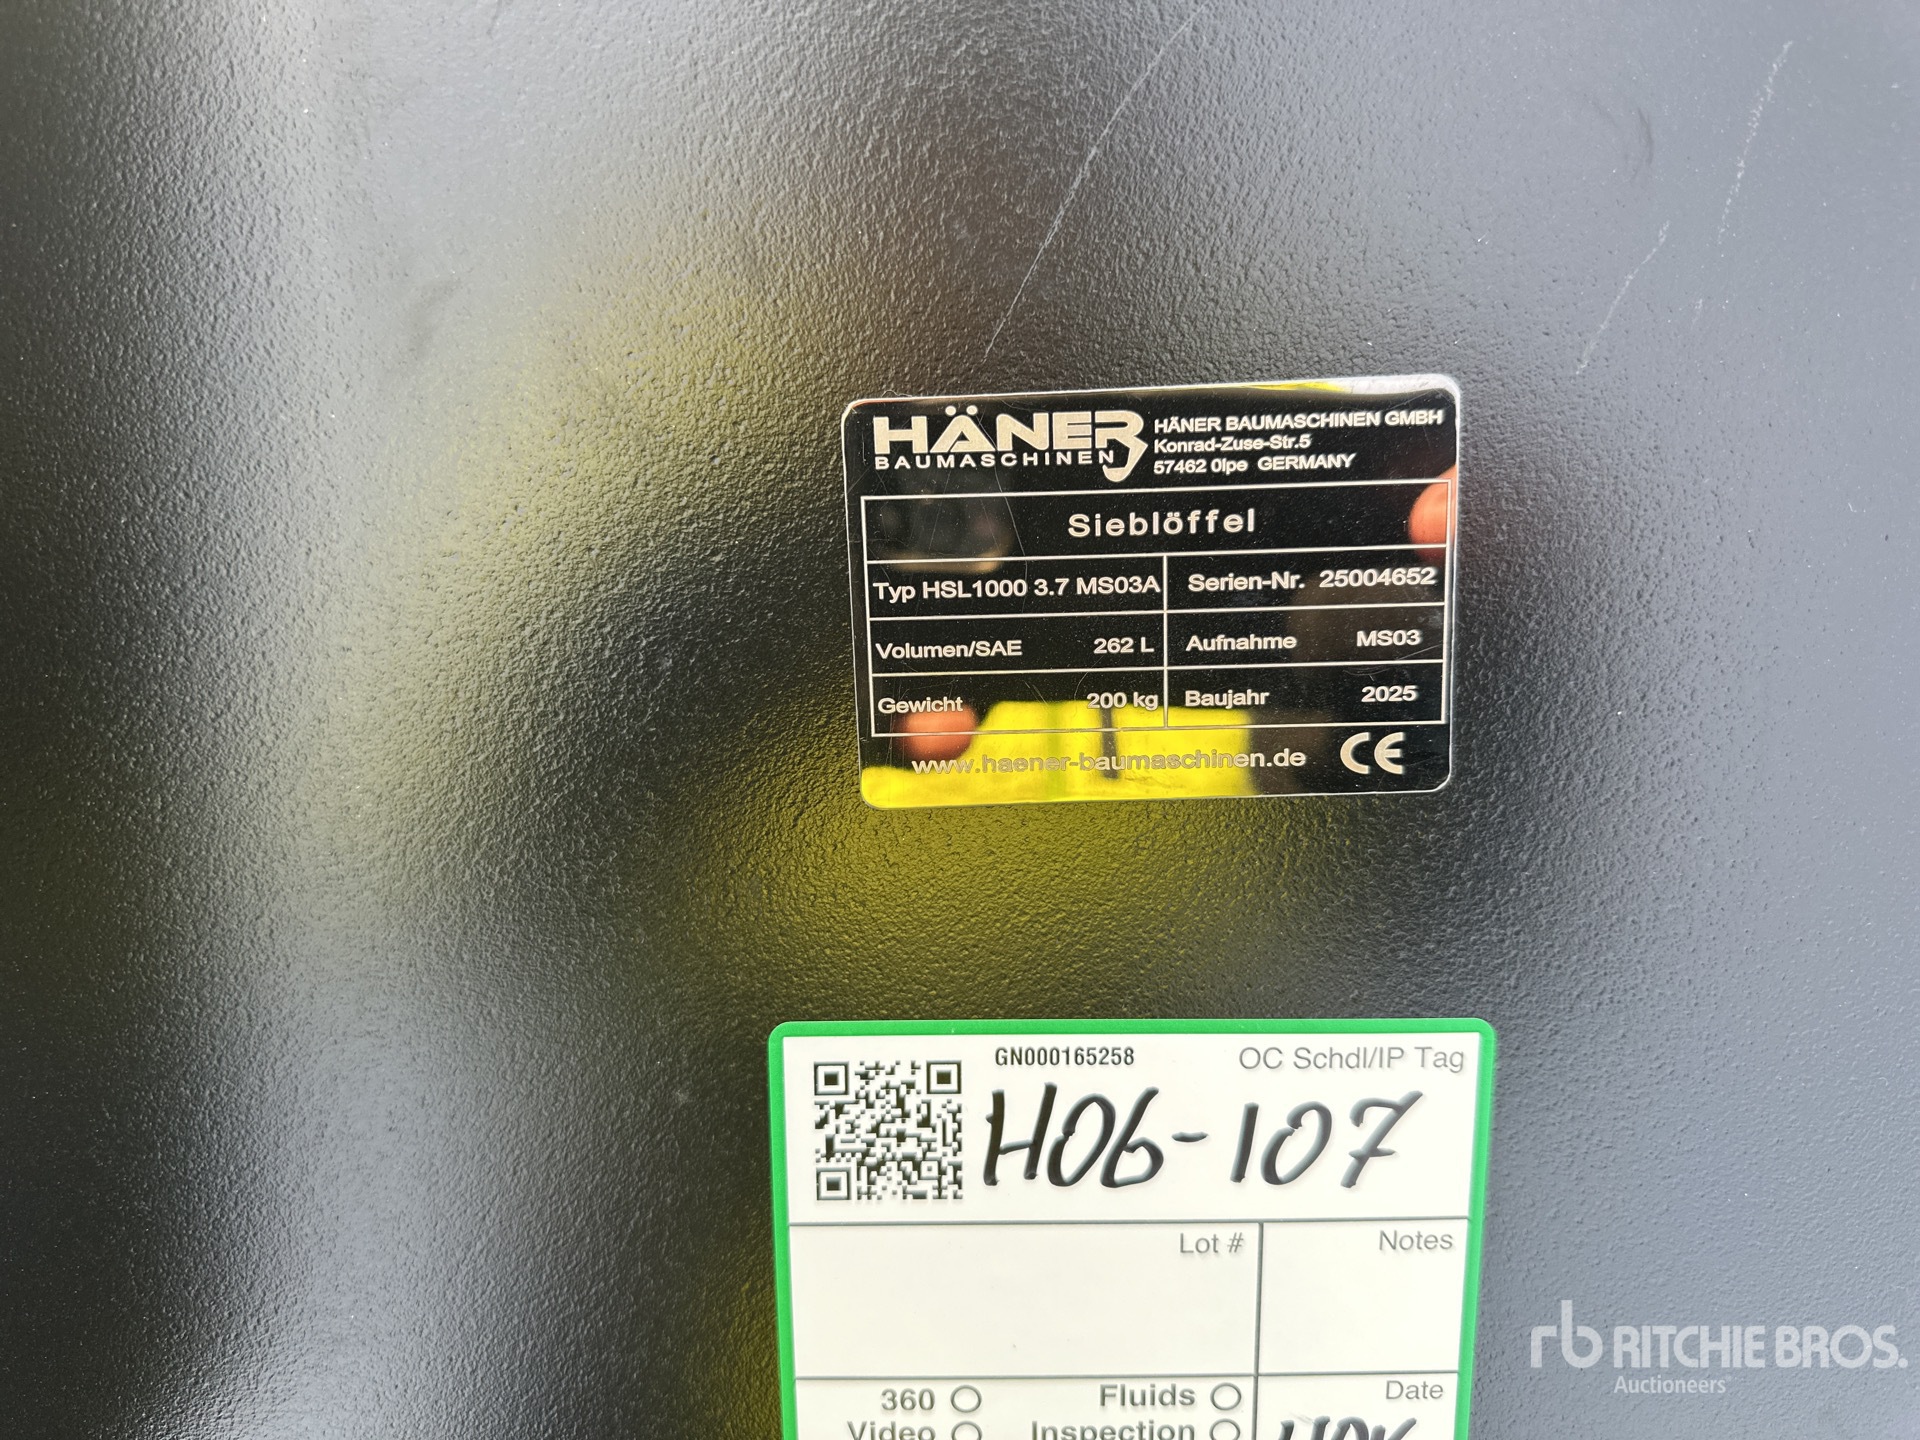 HÄNER
BAUMASCHINEN
HÄNER BAUMASCHINEN GMBH
Konrad-Zuse-Str.5
57462 Olpe GERMANY
Sieblöffel
Typ HSL1000 3.7 MS03A
Serien-Nr. 25004652
Volumen/SAE 262 L
Aufnahme MS03
Gewicht 200 kg
Baujahr 2025
www.haener-baumaschinen.de CE
GN000165258
OC Schdl/IP Tag
H06-107
Lot #
Notes
360
Fluids
Date
Video
Inspection
rb RITCHIE BROS.
Auctioneers